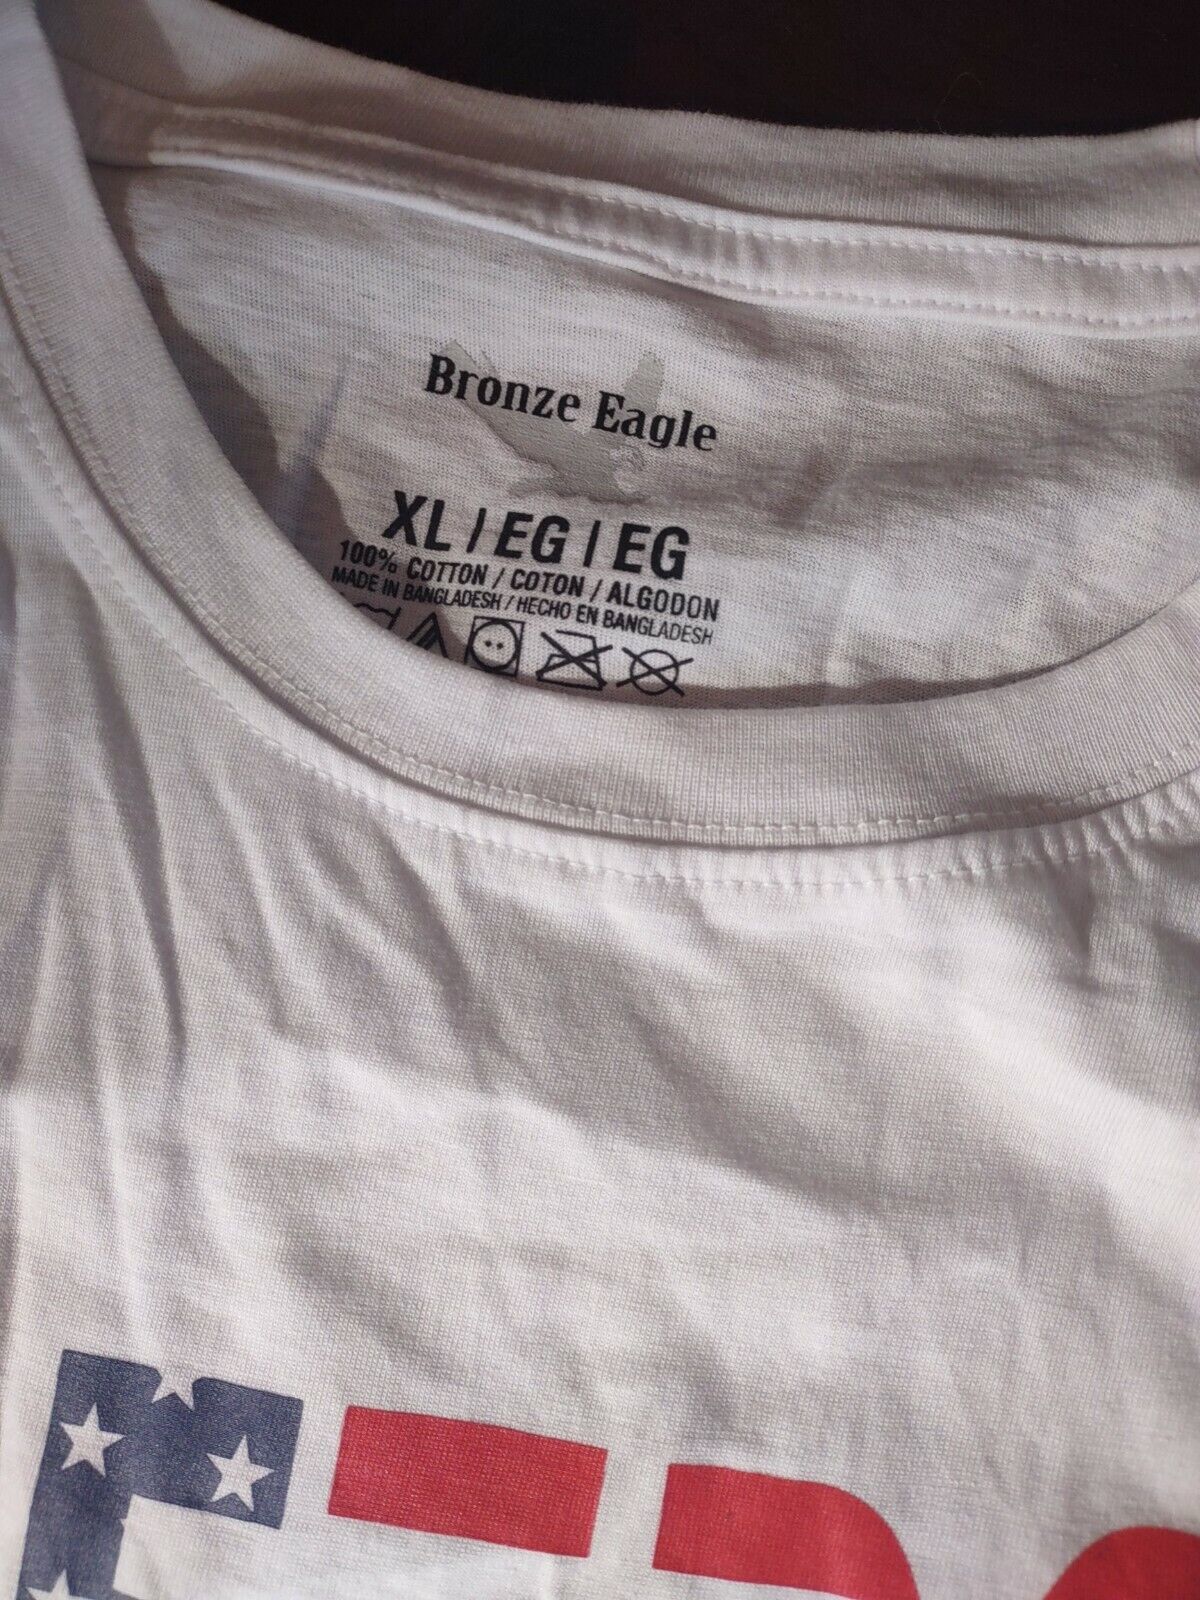 Bronze Eagle
XL / EG / EG
100% COTTON / COTON / ALGODON
MADE IN BANGLADESH / HECHO EN BANGLADESH